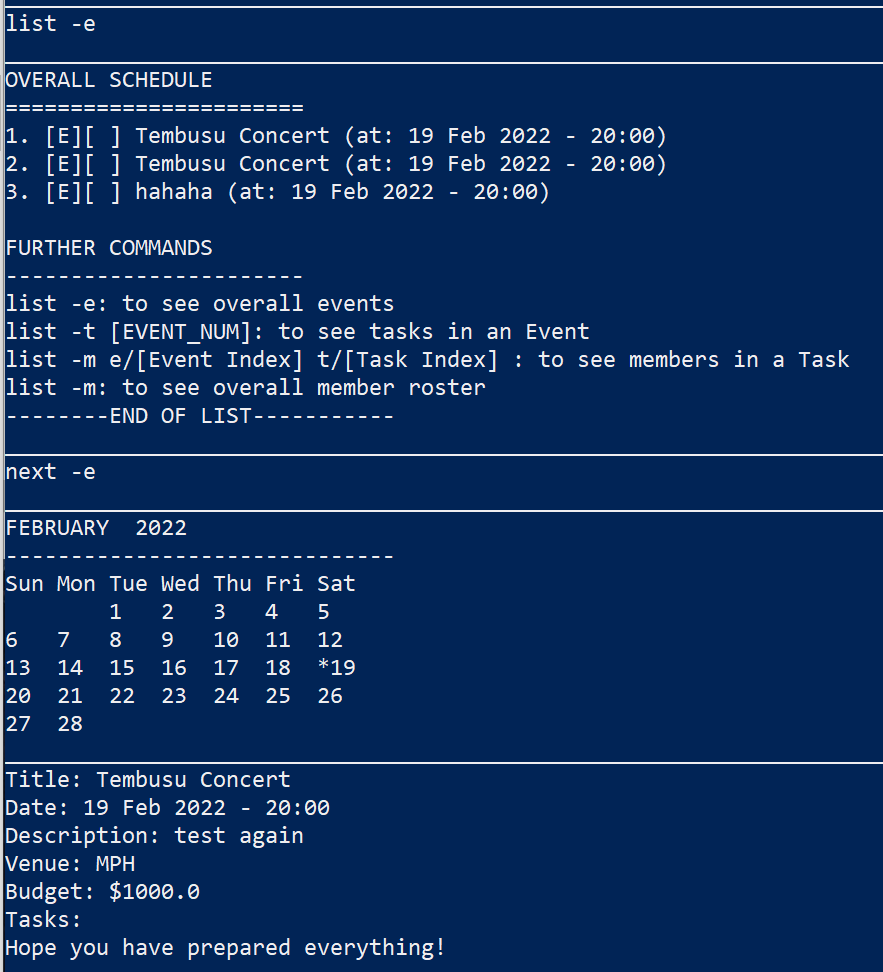 list -e
OVERALL SCHEDULE
=======================
1. [E][ ] Tembusu Concert (at: 19 Feb 2022 - 20:00)
2. [E][ ] Tembusu Concert (at: 19 Feb 2022 - 20:00)
3. [E][ ] hahaha (at: 19 Feb 2022 - 20:00)
FURTHER COMMANDS
-----------------------
list -e: to see overall events
list -t [EVENT_NUM]: to see tasks in an Event
list -m e/[Event Index] t/[Task Index] : to see members in a Task
list -m: to see overall member roster
--------END OF LIST-----------
next -e
FEBRUARY  2022
------------------------------
Sun Mon Tue Wed Thu Fri Sat
        1   2   3   4   5
6   7   8   9   10  11  12
13  14  15  16  17  18  *19
20  21  22  23  24  25  26
27  28
Title: Tembusu Concert
Date: 19 Feb 2022 - 20:00
Description: test again
Venue: MPH
Budget: $1000.0
Tasks:
Hope you have prepared everything!